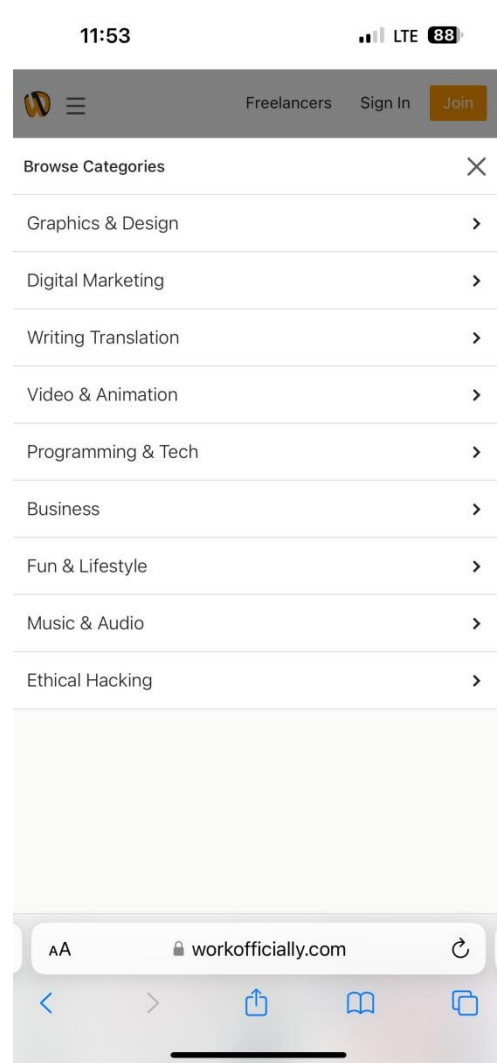 11:53 LTE 88
Freelancers Sign In Join
Browse Categories
Graphics & Design
Digital Marketing
Writing Translation
Video & Animation
Programming & Tech
Business
Fun & Lifestyle
Music & Audio
Ethical Hacking
AA workofficially.com